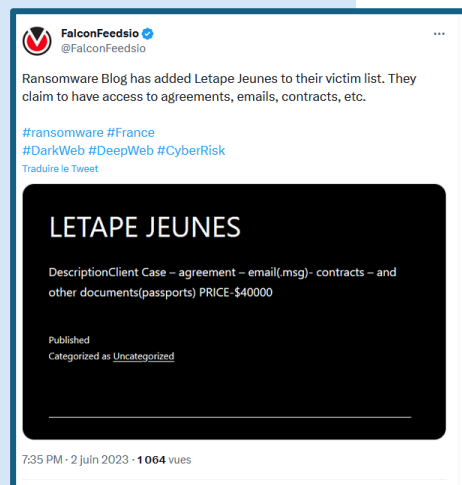 FalconFeedsio
@FalconFeedsio
Ransomware Blog has added Letape Jeunes to their victim list. They
claim to have access to agreements, emails, contracts, etc.
#ransomware #France
#DarkWeb #DeepWeb #CyberRisk
Traduire le Tweet
LETAPE JEUNES
DescriptionClient Case – agreement – email(.msg)- contracts – and
other documents(passports) PRICE-$40000
Published
Categorized as Uncategorized
7:35 PM · 2 juin 2023 · 1 064 vues